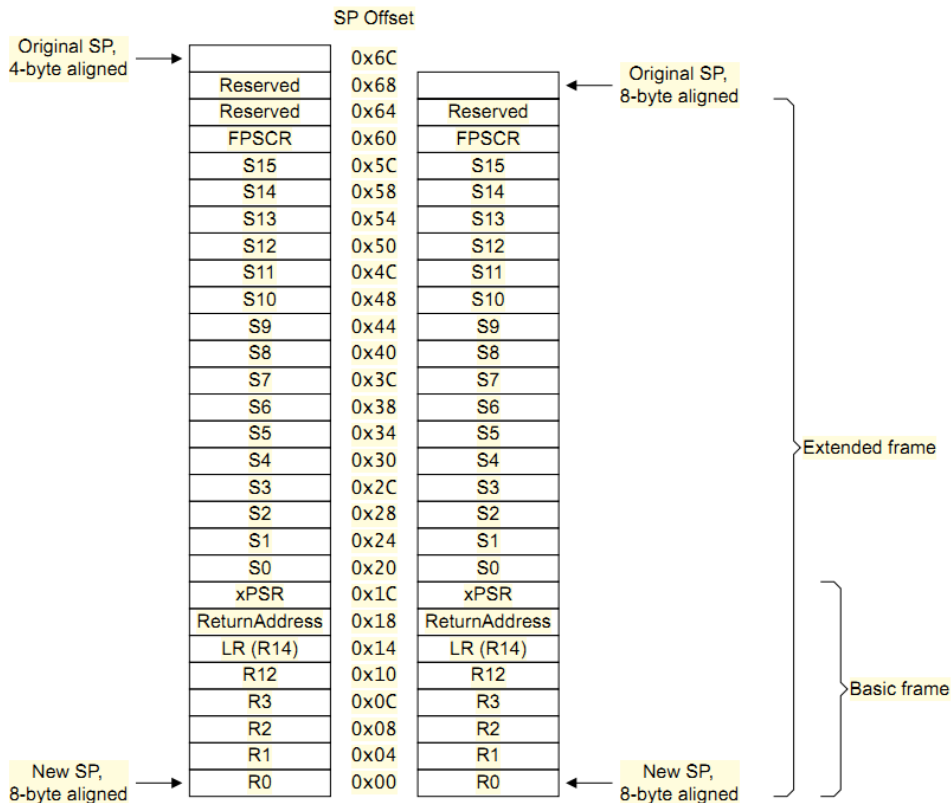 SP Offset
Original SP,
4-byte aligned
0x6C
Reserved 0x68
Original SP,
8-byte aligned
Reserved 0x64 Reserved
FPSCR 0x60 FPSCR
S15 0x5C S15
S14 0x58 S14
S13 0x54 S13
S12 0x50 S12
S11 0x4C S11
S10 0x48 S10
S9 0x44 S9
S8 0x40 S8
S7 0x3C S7
S6 0x38 S6
S5 0x34 S5
Extended frame
S4 0x30 S4
S3 0x2C S3
S2 0x28 S2
S1 0x24 S1
S0 0x20 S0
xPSR 0x1C xPSR
ReturnAddress 0x18 ReturnAddress
LR (R14) 0x14 LR (R14)
R12 0x10 R12
Basic frame
R3 0x0C R3
R2 0x08 R2
R1 0x04 R1
New SP,
8-byte aligned
R0 0x00 R0
New SP,
8-byte aligned